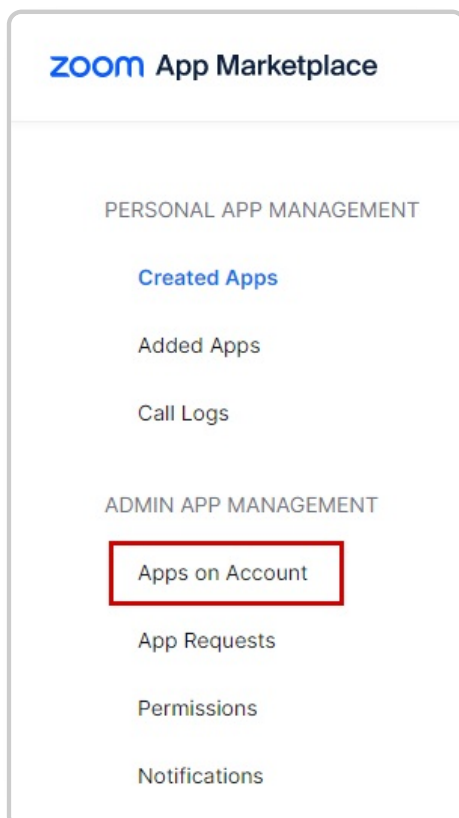 zoom App Marketplace
PERSONAL APP MANAGEMENT
Created Apps
Added Apps
Call Logs
ADMIN APP MANAGEMENT
Apps on Account
App Requests
Permissions
Notifications